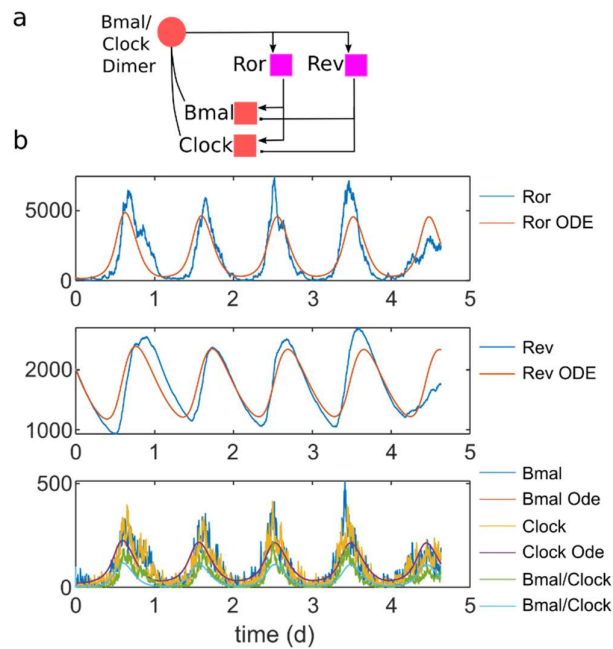 a
Bmal/
Clock
Dimer
Ror Rev
Bmal
Clock
b
5000
0
0 1 2 3 4 5
Ror
Ror ODE
2000
1000
0 1 2 3 4 5
Rev
Rev ODE
500
0
0 1 2 3 4 5
time (d)
Bmal
Bmal Ode
Clock
Clock Ode
Bmal/Clock
Bmal/Clock